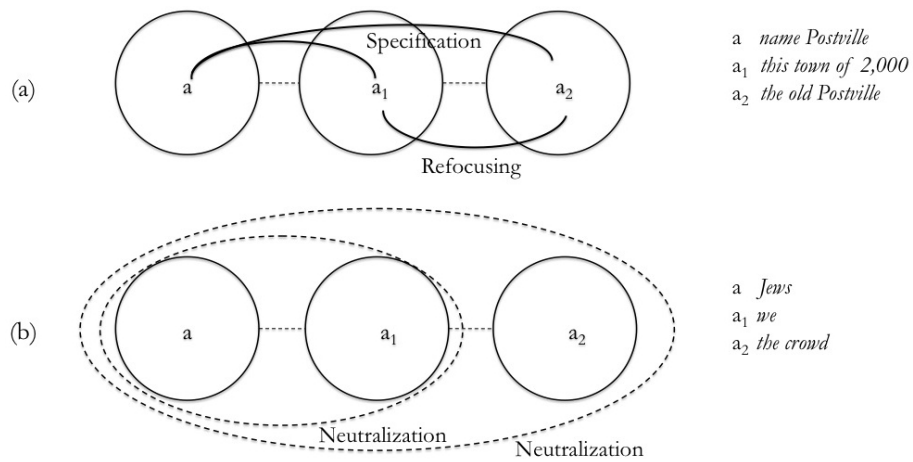 Specification
a name Postville
a₁ this town of 2,000
a₂ the old Postville
(a)
a a₁ a₂
Refocusing
(b)
a a₁ a₂
a Jews
a₁ we
a₂ the crowd
Neutralization
Neutralization